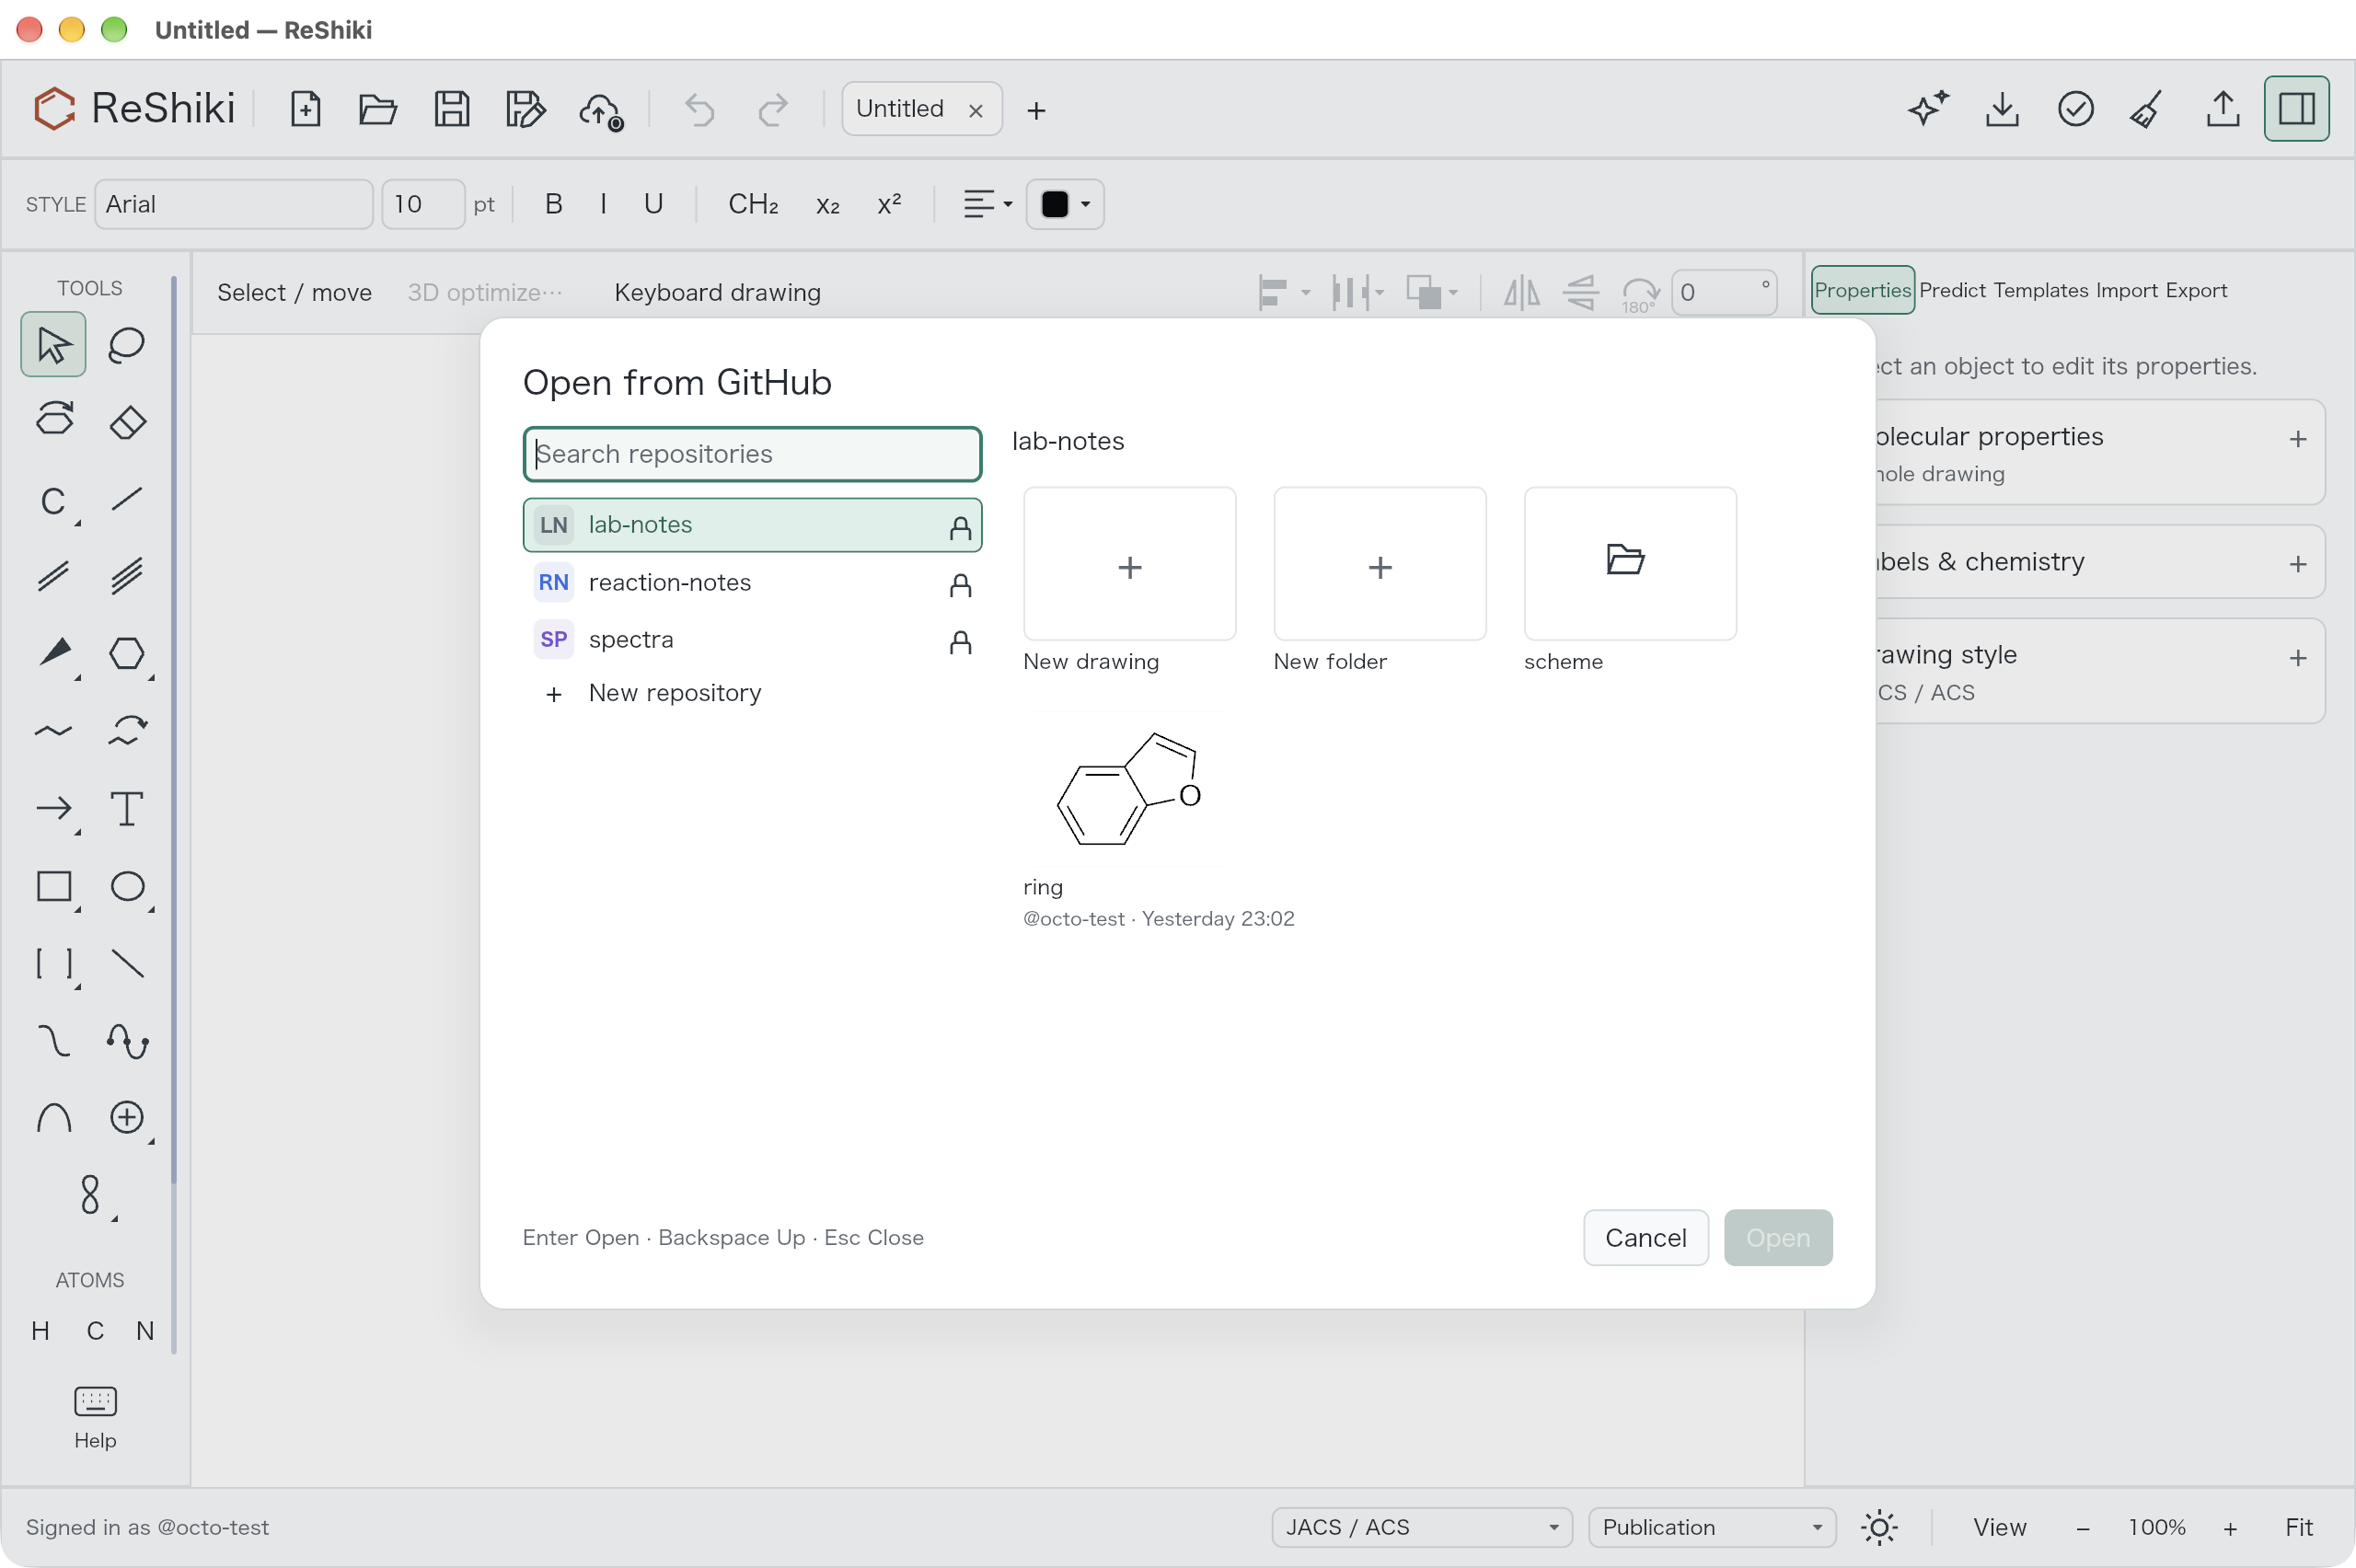 Untitled — ReShiki
ReShiki
Untitled × +
STYLE Arial 10 pt B I U CH₂ x₂ x²
TOOLS
Select / move 3D optimize… Keyboard drawing
180°
0 °
Properties Predict Templates Import Export
ect an object to edit its properties.
olecular properties +
hole drawing
bels & chemistry +
rawing style +
CS / ACS
C
T
[ ]
ATOMS
H C N
Help
Open from GitHub
Search repositories
LN lab-notes
RN reaction-notes
SP spectra
+ New repository
lab-notes
+ +
New drawing New folder scheme
O
ring
@octo-test · Yesterday 23:02
Enter Open · Backspace Up · Esc Close
Cancel Open
Signed in as @octo-test
JACS / ACS Publication View − 100% + Fit